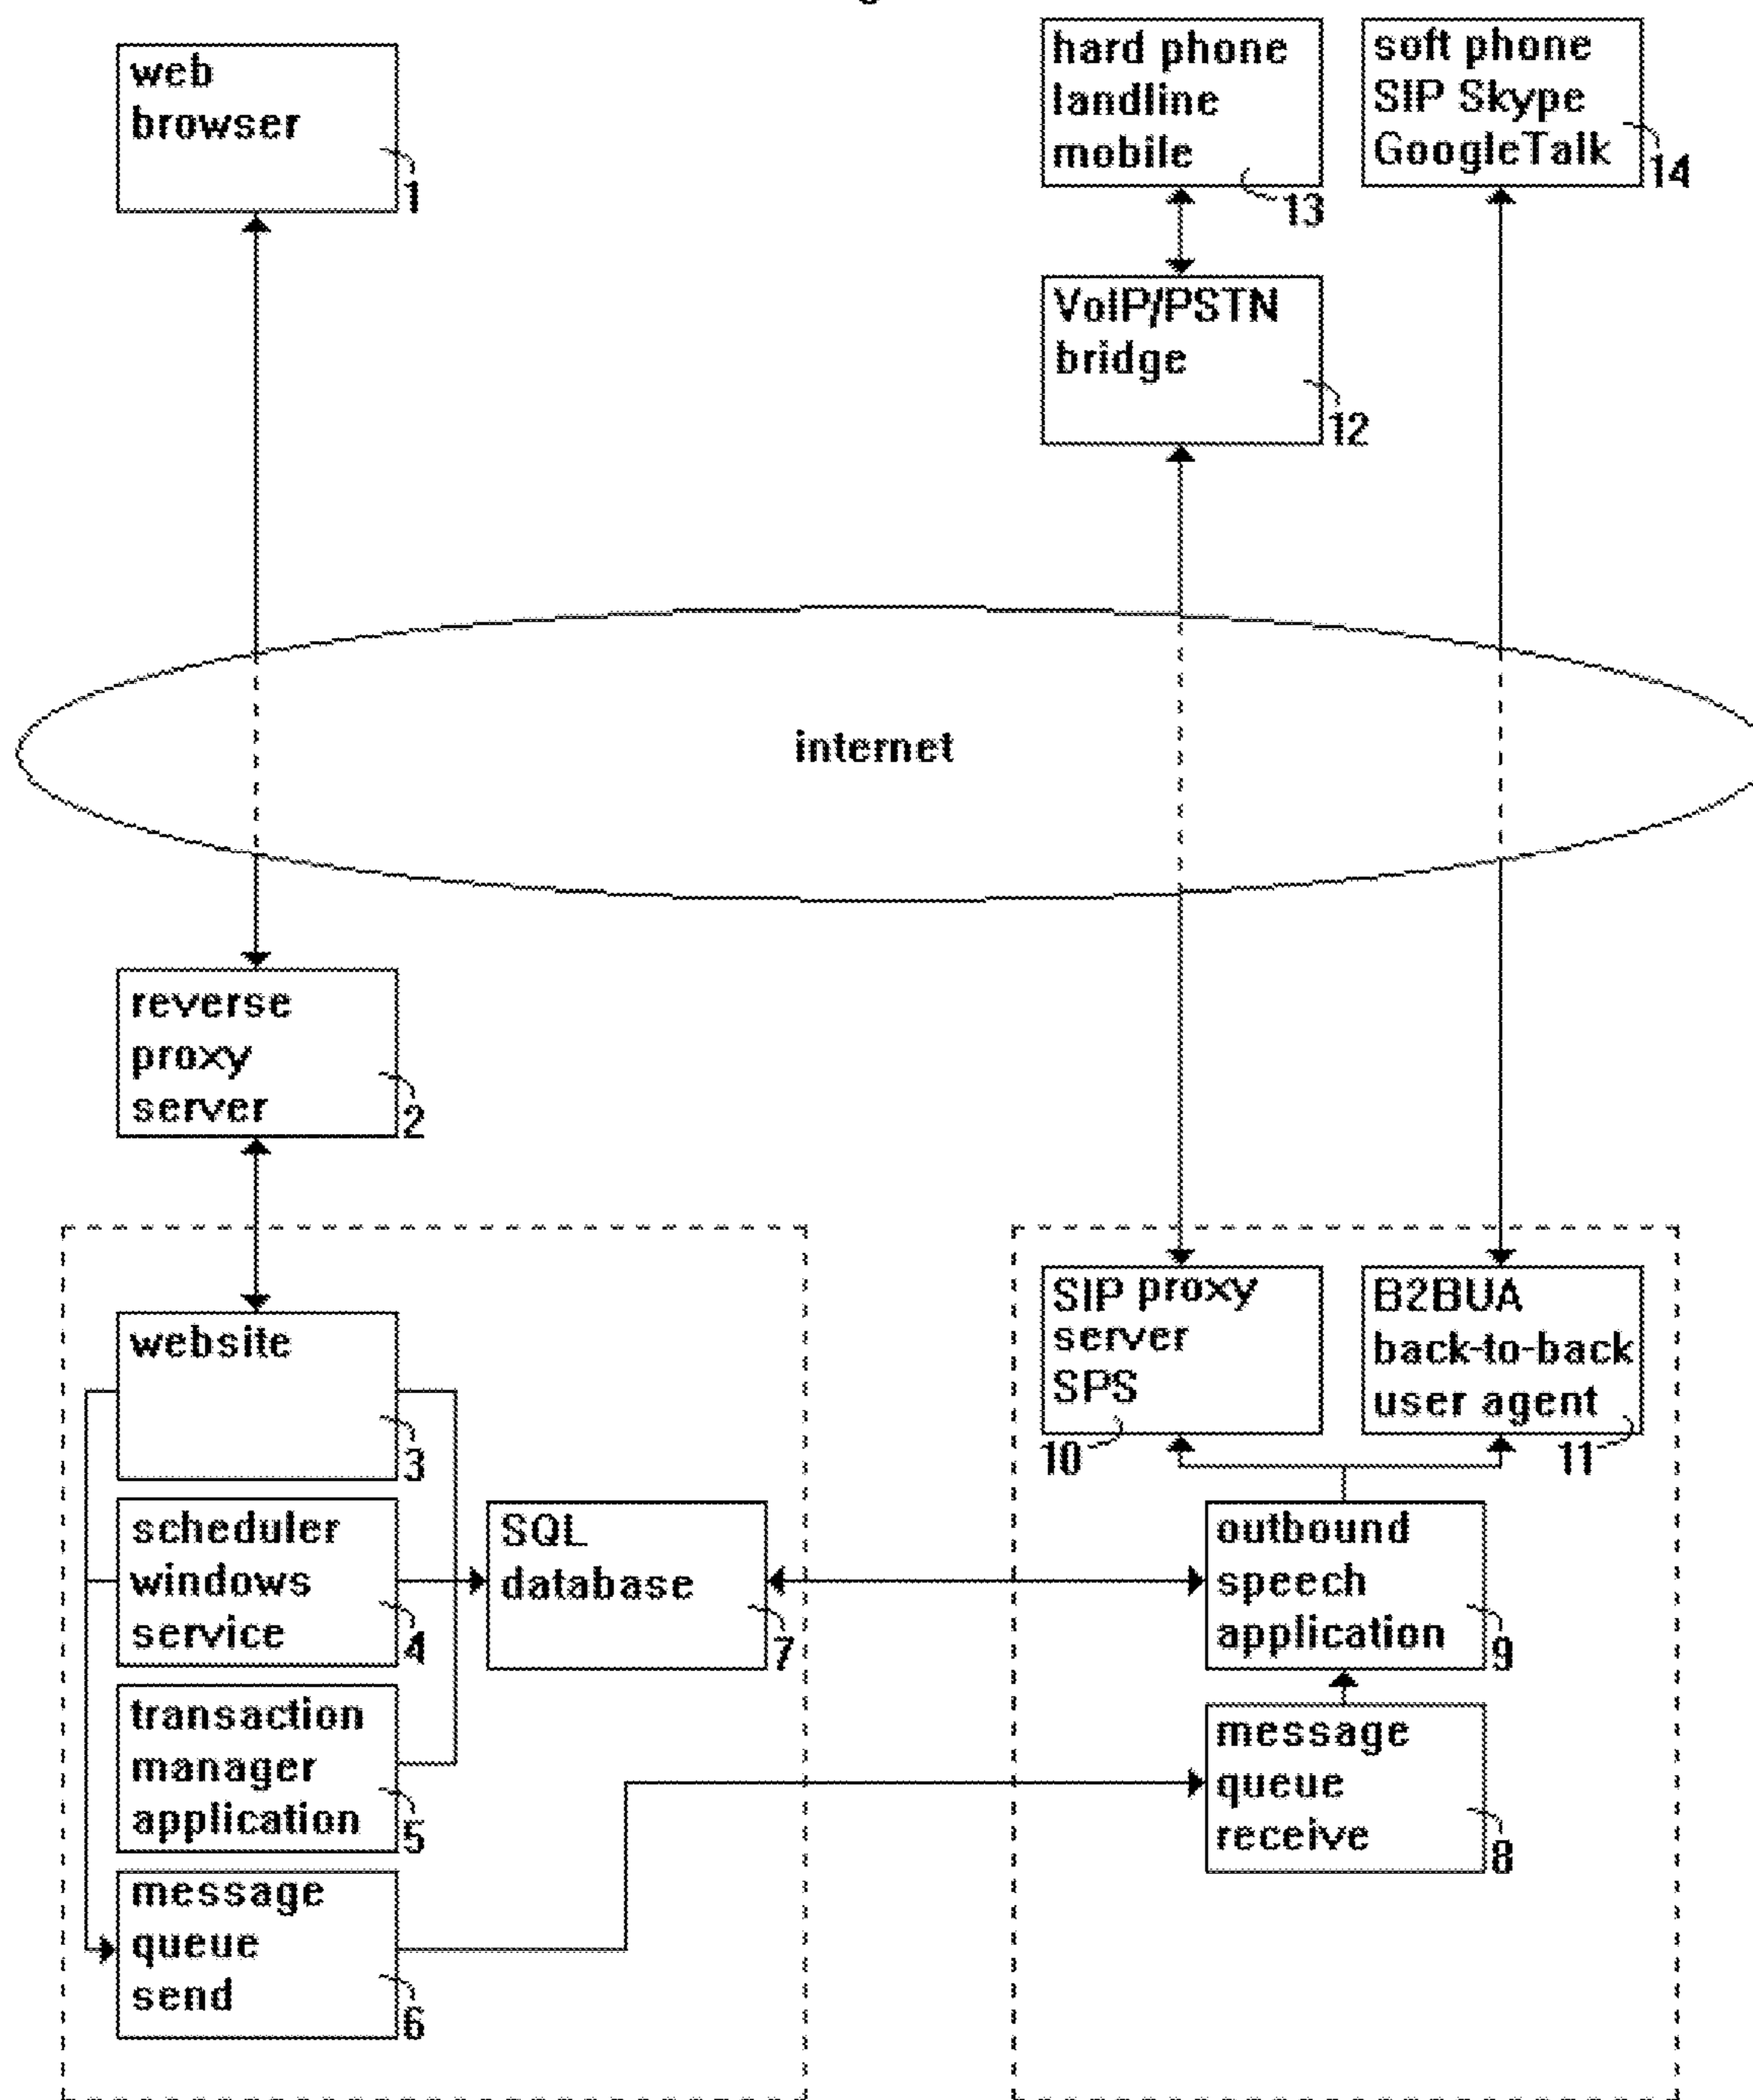 web
browser
1
hard phone
landline
mobile
13
soft phone
SIP Skype
GoogleTalk
14
VoIP/PSTN
bridge
12
internet
reverse
proxy
server
2
website
3
scheduler
windows
service
4
transaction
manager
application
5
message
queue
send
6
SQL
database
7
SIP proxy
server
SPS
10
B2BUA
back-to-back
user agent
11
outbound
speech
application
9
message
queue
receive
8